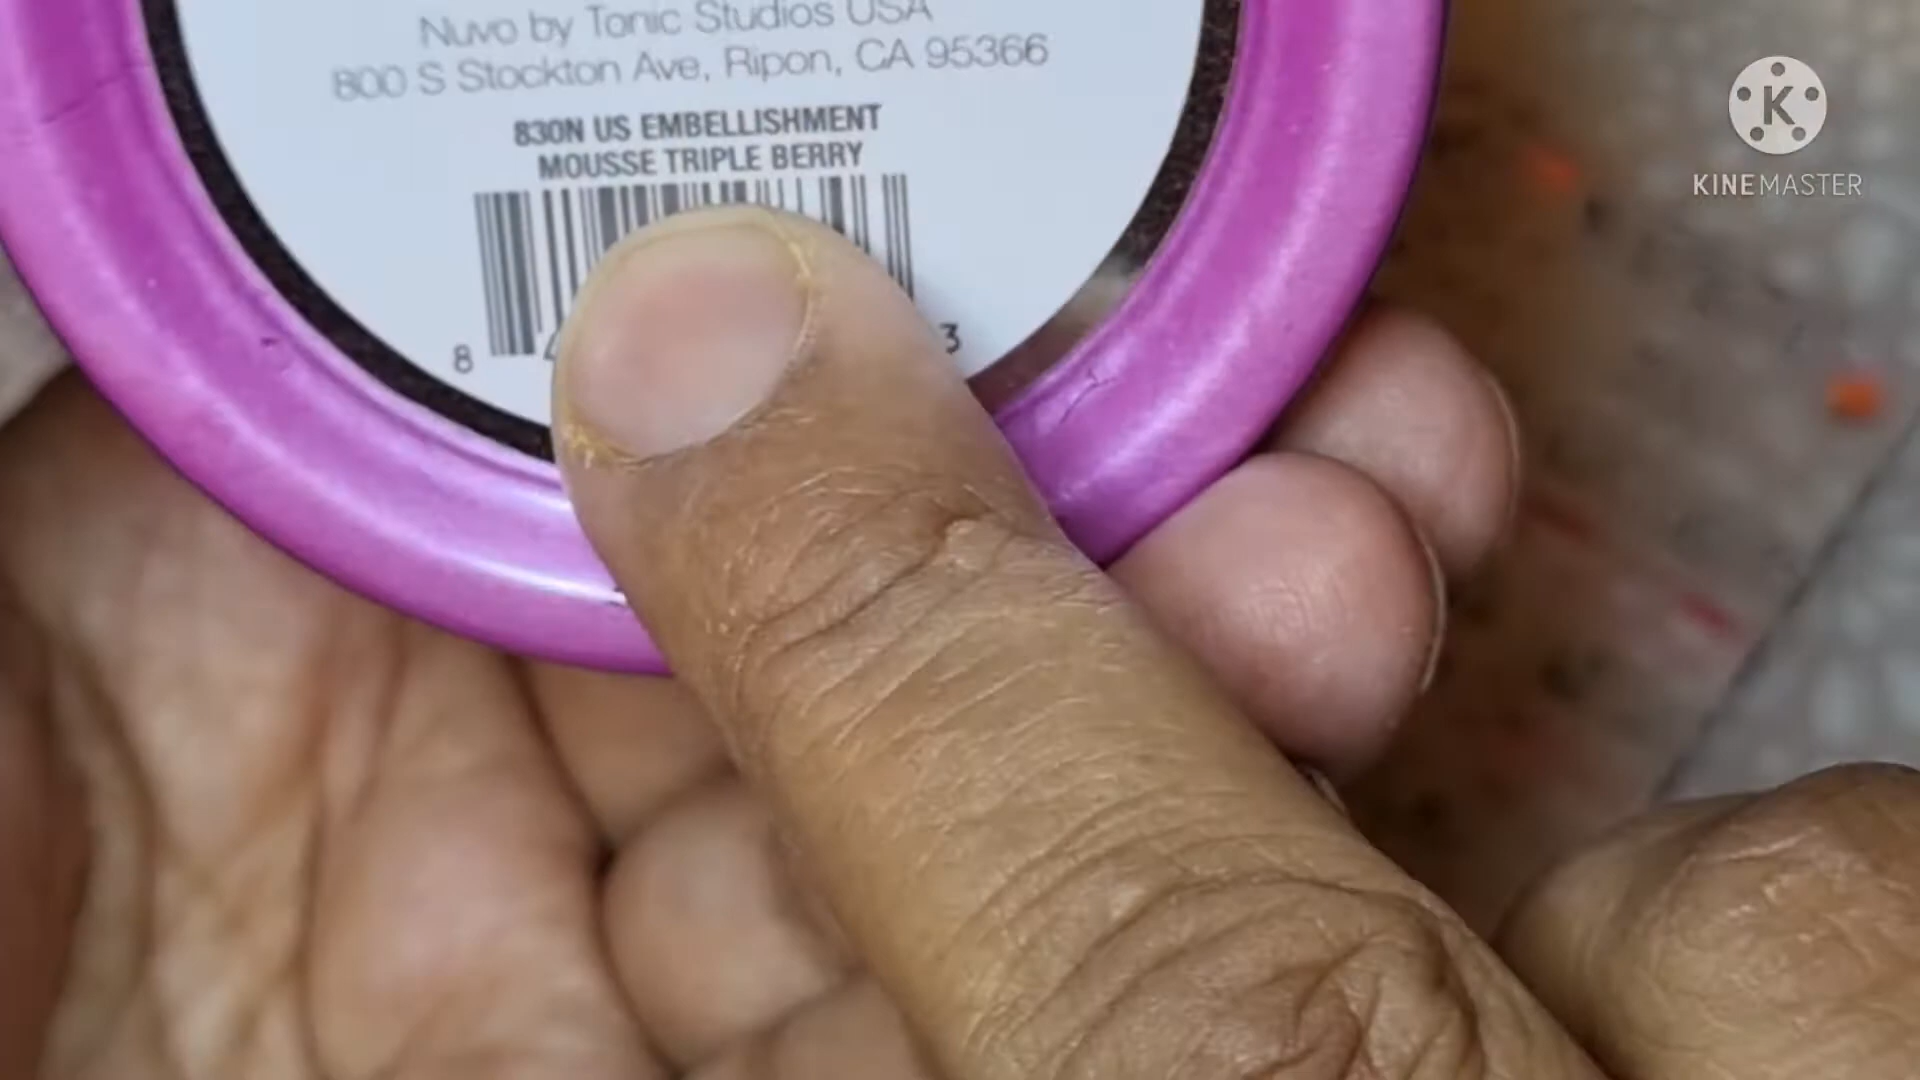 Nuvo by Tonic Studios USA
800 S Stockton Ave, Ripon, CA 95366
830N US EMBELLISHMENT
MOUSSE TRIPLE BERRY
8
3
K
KINEMASTER